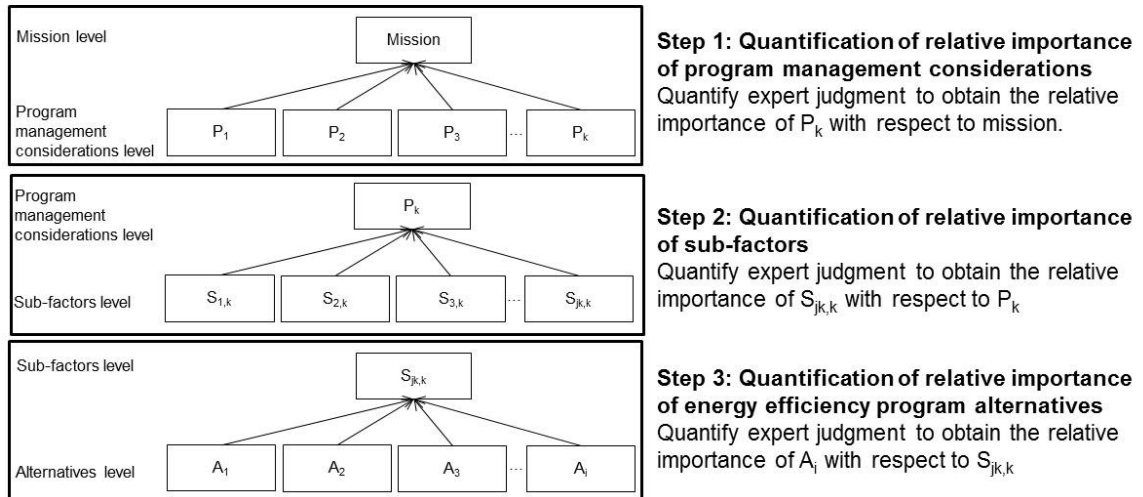 Mission level
Mission
Program
management
considerations level
P₁
P₂
P₃
...
Pₖ
Step 1: Quantification of relative importance
of program management considerations
Quantify expert judgment to obtain the relative
importance of Pₖ with respect to mission.
Program
management
considerations level
Pₖ
Sub-factors level
S₁,ₖ
S₂,ₖ
S₃,ₖ
...
Sⱼₖ,ₖ
Step 2: Quantification of relative importance
of sub-factors
Quantify expert judgment to obtain the relative
importance of Sⱼₖ,ₖ with respect to Pₖ
Sub-factors level
Sⱼₖ,ₖ
Alternatives level
A₁
A₂
A₃
...
Aᵢ
Step 3: Quantification of relative importance
of energy efficiency program alternatives
Quantify expert judgment to obtain the relative
importance of Aᵢ with respect to Sⱼₖ,ₖ